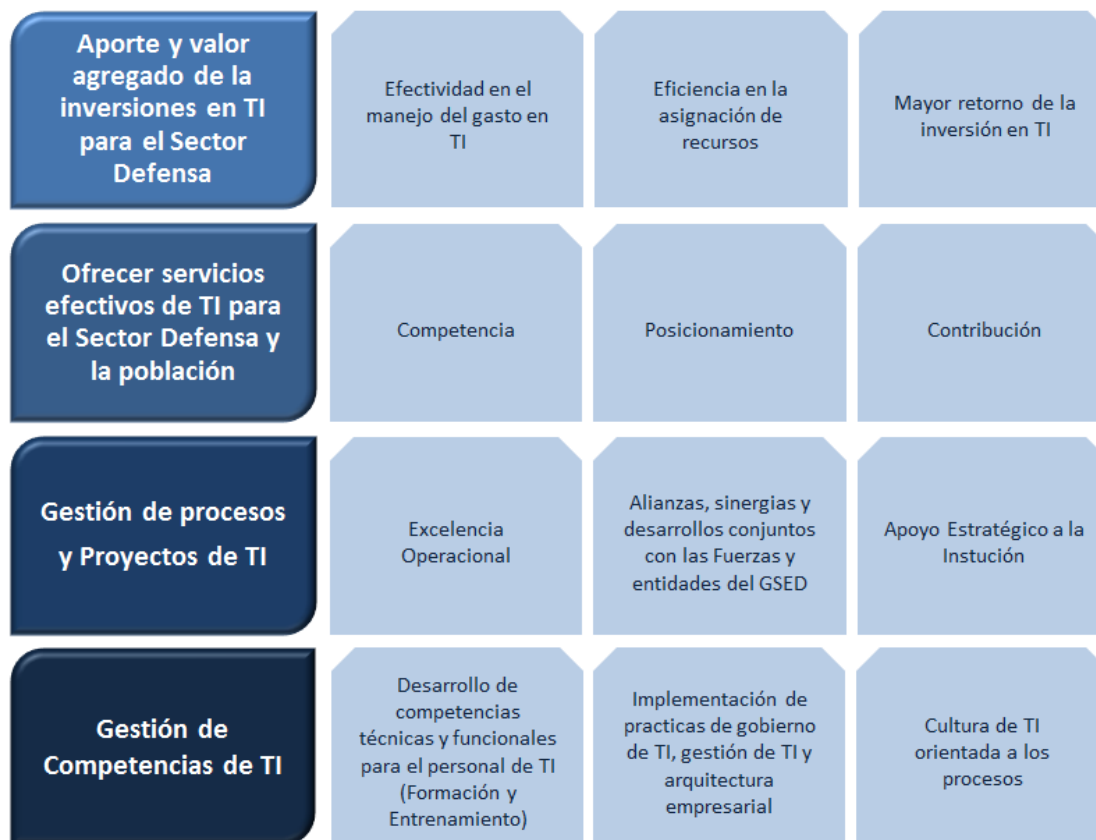 Aporte y valor
agregado de la
inversiones en TI
para el Sector
Defensa
Efectividad en el
manejo del gasto en
TI
Eficiencia en la
asignación de
recursos
Mayor retorno de la
inversión en TI
Ofrecer servicios
efectivos de TI para
el Sector Defensa y
la población
Competencia
Posicionamiento
Contribución
Gestión de procesos
y Proyectos de TI
Excelencia
Operacional
Alianzas, sinergias y
desarrollos conjuntos
con las Fuerzas y
entidades del GSED
Apoyo Estratégico a la
Instución
Gestión de
Competencias de TI
Desarrollo de
competencias
técnicas y funcionales
para el personal de TI
(Formación y
Entrenamiento)
Implementación de
practicas de gobierno
de TI, gestión de TI y
arquitectura
empresarial
Cultura de TI
orientada a los
procesos